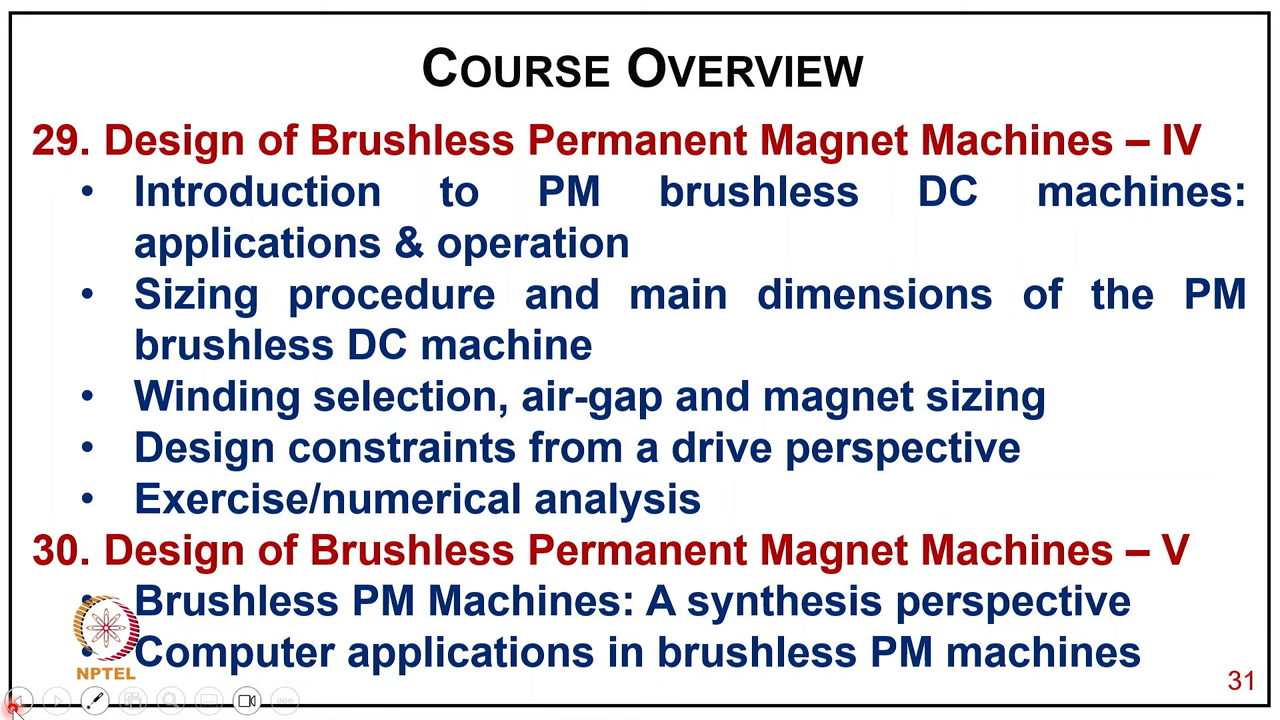 COURSE OVERVIEW
29. Design of Brushless Permanent Magnet Machines – IV
• Introduction to PM brushless DC machines:
applications & operation
• Sizing procedure and main dimensions of the PM
brushless DC machine
• Winding selection, air-gap and magnet sizing
• Design constraints from a drive perspective
• Exercise/numerical analysis
30. Design of Brushless Permanent Magnet Machines – V
• Brushless PM Machines: A synthesis perspective
• Computer applications in brushless PM machines
NPTEL
31